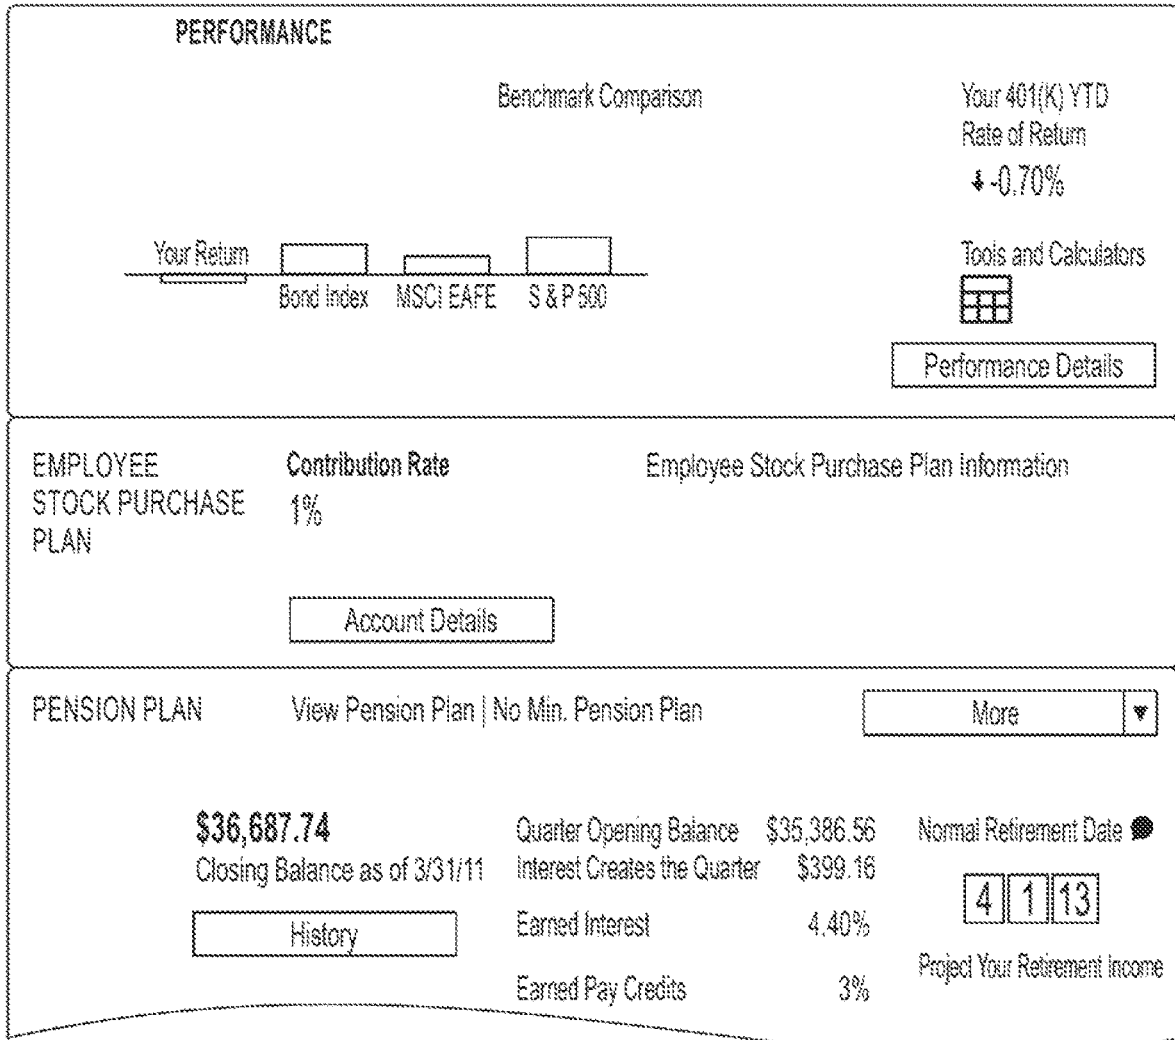 PERFORMANCE
Benchmark Comparison
Your 401(K) YTD
Rate of Return
-0.70%
Your Return
Bond Index
MSCI EAFE
S & P 500
Tools and Calculators
Performance Details
EMPLOYEE
STOCK PURCHASE
PLAN
Contribution Rate
1%
Employee Stock Purchase Plan Information
Account Details
PENSION PLAN
View Pension Plan | No Min. Pension Plan
More
$36,687.74
Closing Balance as of 3/31/11
History
Quarter Opening Balance $35,386.56
Interest Creates the Quarter $399.16
Earned Interest 4.40%
Earned Pay Credits 3%
Normal Retirement Date
4 1 13
Project Your Retirement Income